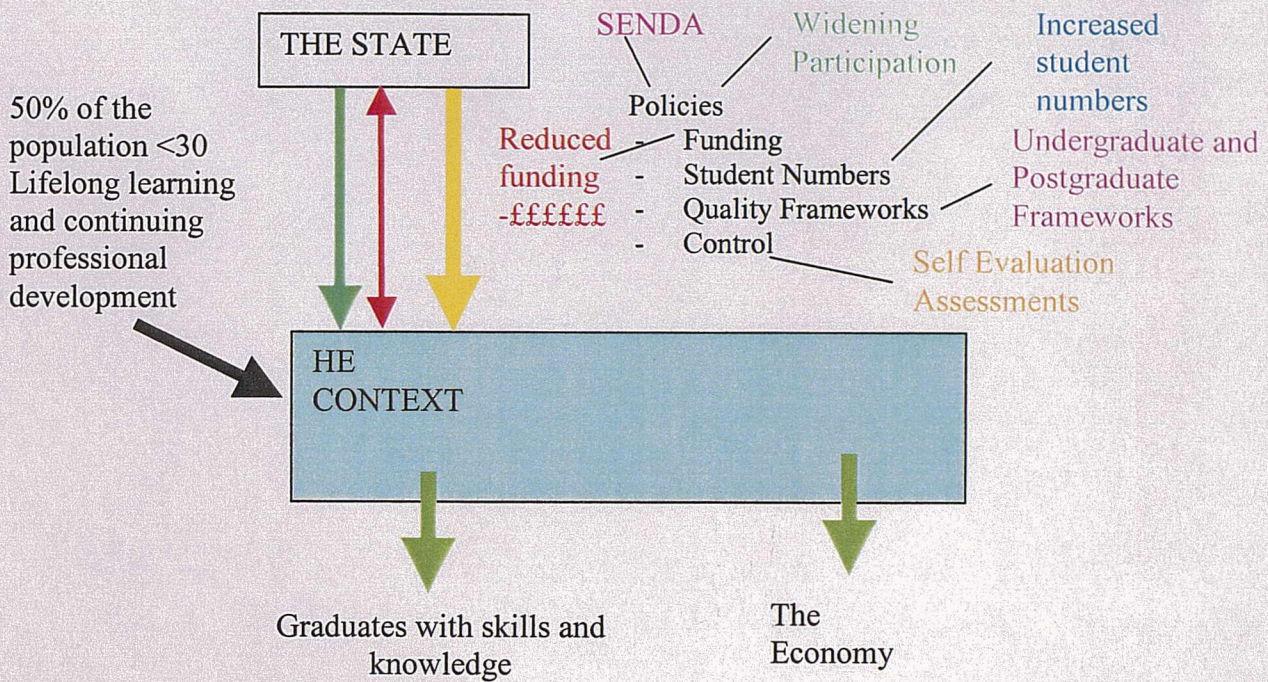 THE STATE
SENDA
Widening
Participation
Increased
student
numbers
50% of the
population <30
Lifelong learning
and continuing
professional
development
Policies
- Funding
- Student Numbers
- Quality Frameworks
- Control
Reduced
funding
-££££££
Undergraduate and
Postgraduate
Frameworks
Self Evaluation
Assessments
HE
CONTEXT
Graduates with skills and
knowledge
The
Economy